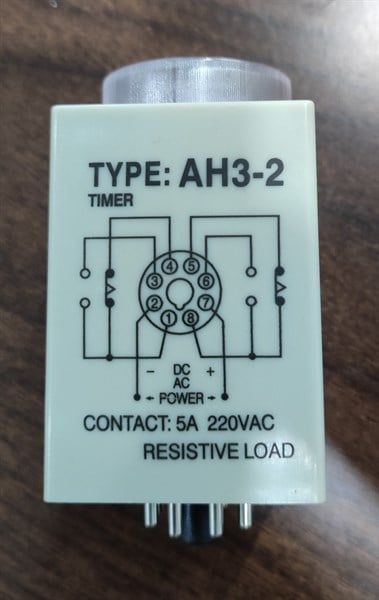 TYPE: AH3-2
TIMER
4 5
3 6
2 7
1 8
- DC +
AC
POWER
CONTACT: 5A 220VAC
RESISTIVE LOAD